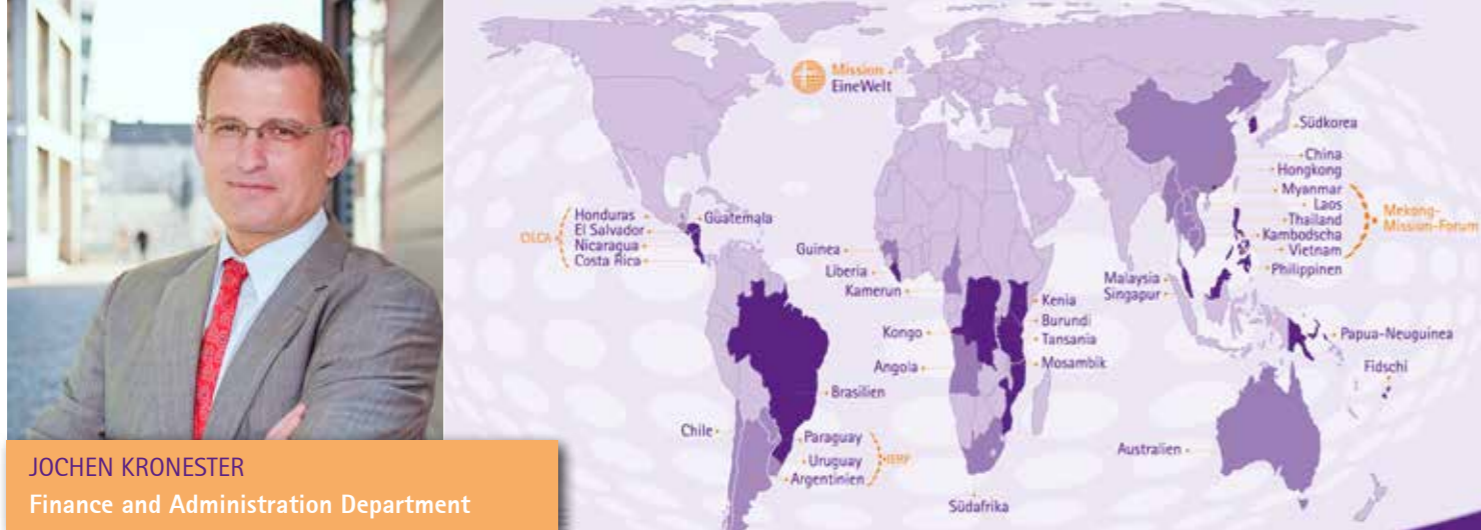 JOCHEN KRONESTER
Finance and Administration Department
Mission
EineWelt
Honduras
El Salvador
Nicaragua
Costa Rica
Guatemala
Guinea
Liberia
Kamerun
Kongo
Angola
Kenia
Burundi
Tansania
Mosambik
Südafrika
Brasilien
Chile
Paraguay
Uruguay
Argentinien
Südkorea
China
Hongkong
Myanmar
Laos
Thailand
Kambodscha
Vietnam
Mekong-
Mission-Forum
Philippinen
Malaysia
Singapur
Papua-Neuguinea
Fidschi
Australien